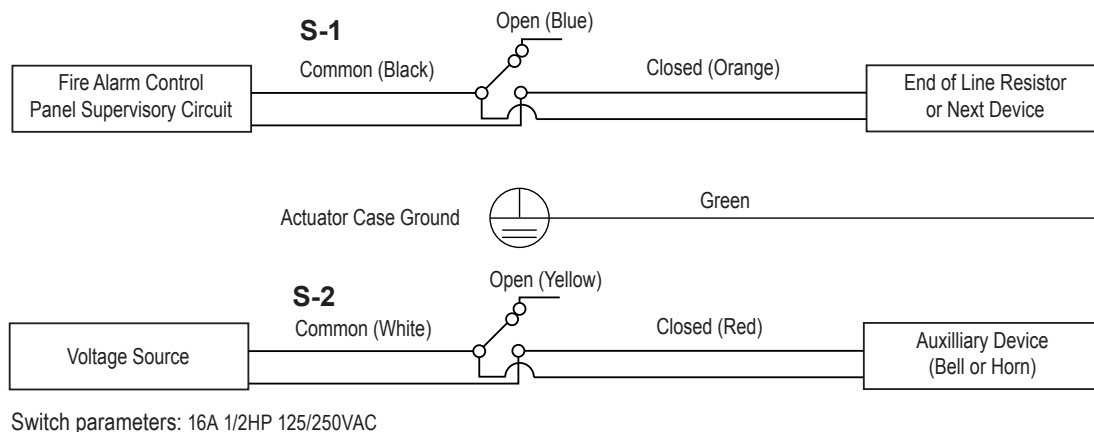 S-1
Open (Blue)
Common (Black)
Closed (Orange)
Fire Alarm Control
Panel Supervisory Circuit
End of Line Resistor
or Next Device
Actuator Case Ground
Green
S-2
Open (Yellow)
Common (White)
Closed (Red)
Voltage Source
Auxilliary Device
(Bell or Horn)
Switch parameters: 16A 1/2HP 125/250VAC